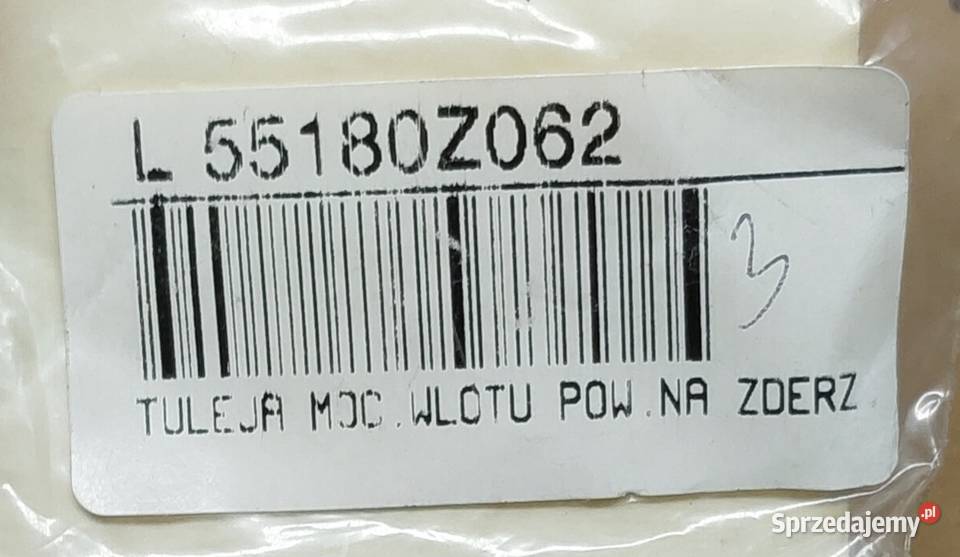 L 55180Z062
3
TULEJA MOC.WLOTU POW.NA ZDERZ
Sprzedajemy.pl